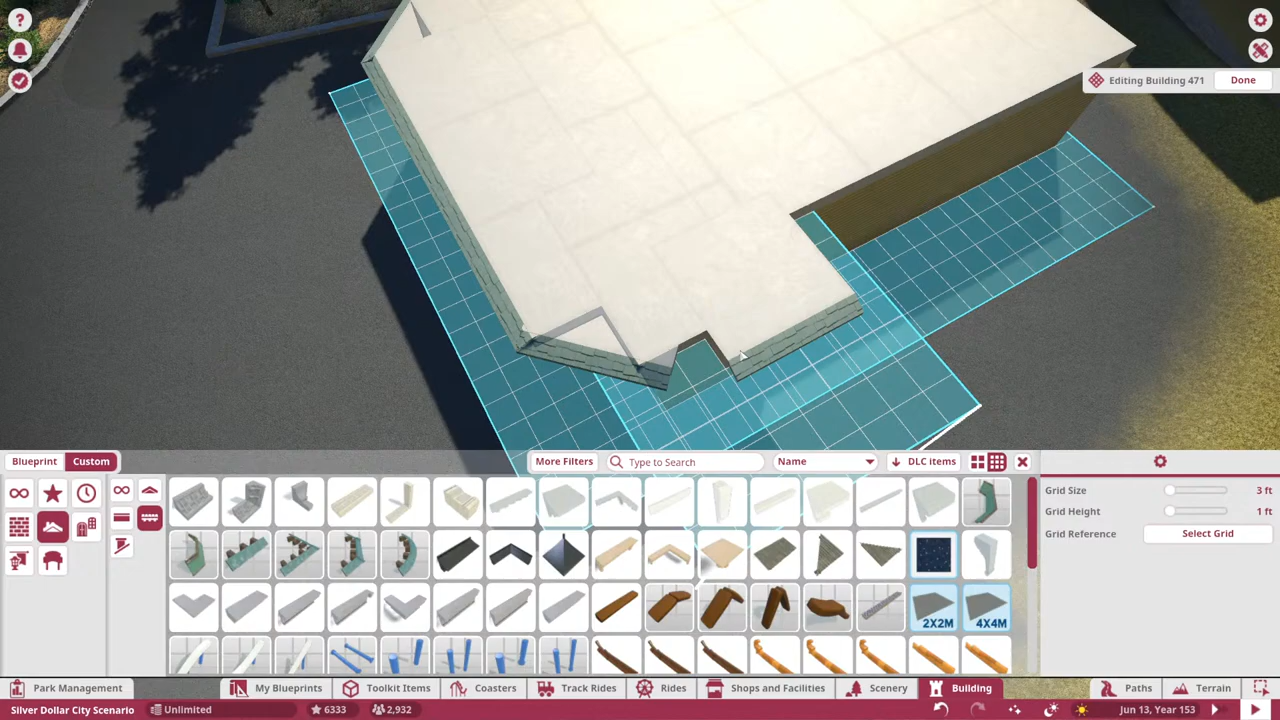 ?
Editing Building 471
Done
Blueprint
Custom
More Filters
Type to Search
Name
DLC items
Grid Size
3 ft
Grid Height
1 ft
Grid Reference
Select Grid
2X2M
4X4M
Park Management
My Blueprints
Toolkit Items
Coasters
Track Rides
Rides
Shops and Facilities
Scenery
Building
Paths
Terrain
Silver Dollar City Scenario
Unlimited
6333
2,932
Jun 13, Year 153